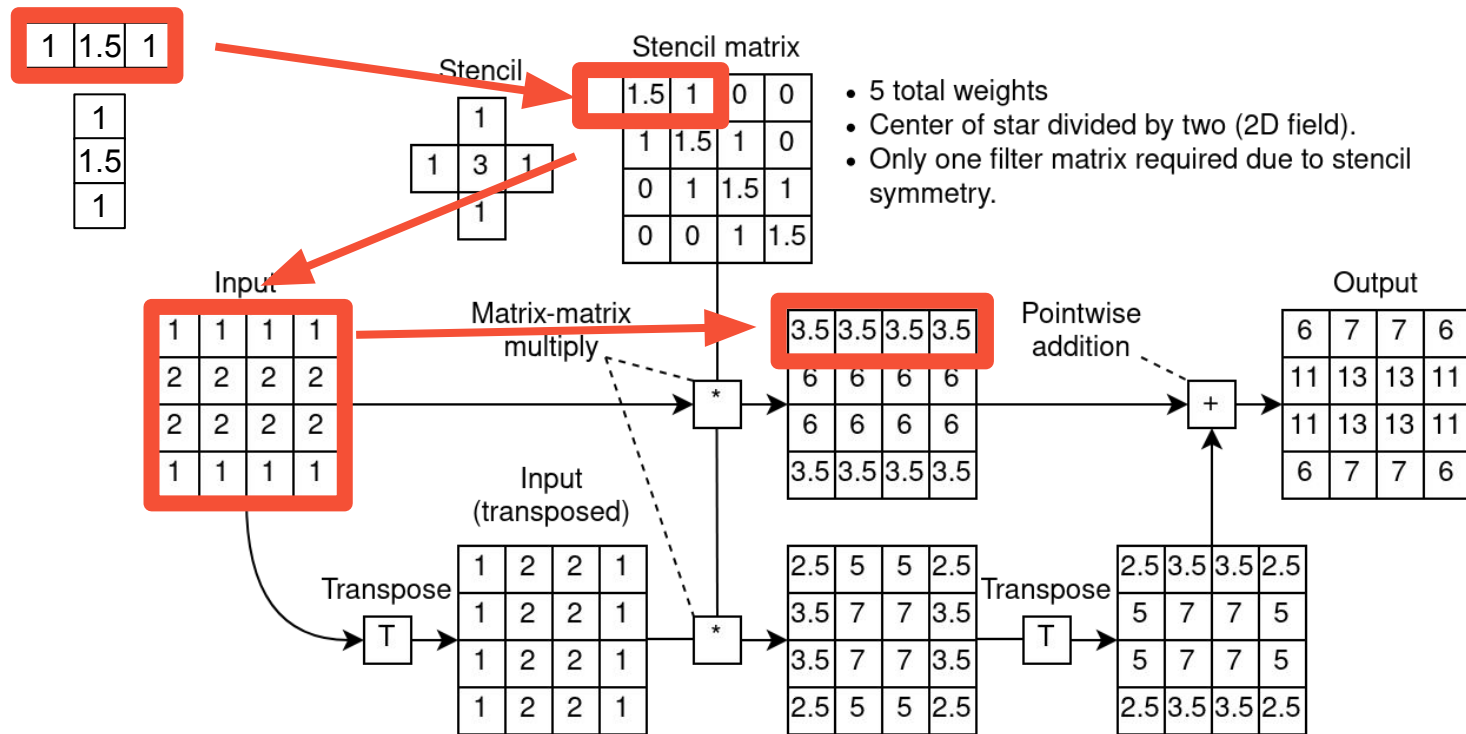 1 1.5 1
1
1.5
1
Stencil
1
1 3 1
1
Stencil matrix
1.5 1 0 0
1 1.5 1 0
0 1 1.5 1
0 0 1 1.5
• 5 total weights
• Center of star divided by two (2D field).
• Only one filter matrix required due to stencil
symmetry.
Input
1 1 1 1
2 2 2 2
2 2 2 2
1 1 1 1
Matrix-matrix
multiply
*
3.5 3.5 3.5 3.5
6 6 6 6
6 6 6 6
3.5 3.5 3.5 3.5
Pointwise
addition
+
Output
6 7 7 6
11 13 13 11
11 13 13 11
6 7 7 6
Transpose
T
Input
(transposed)
1 2 2 1
1 2 2 1
1 2 2 1
1 2 2 1
*
2.5 5 5 2.5
3.5 7 7 3.5
3.5 7 7 3.5
2.5 5 5 2.5
Transpose
T
2.5 3.5 3.5 2.5
5 7 7 5
5 7 7 5
2.5 3.5 3.5 2.5